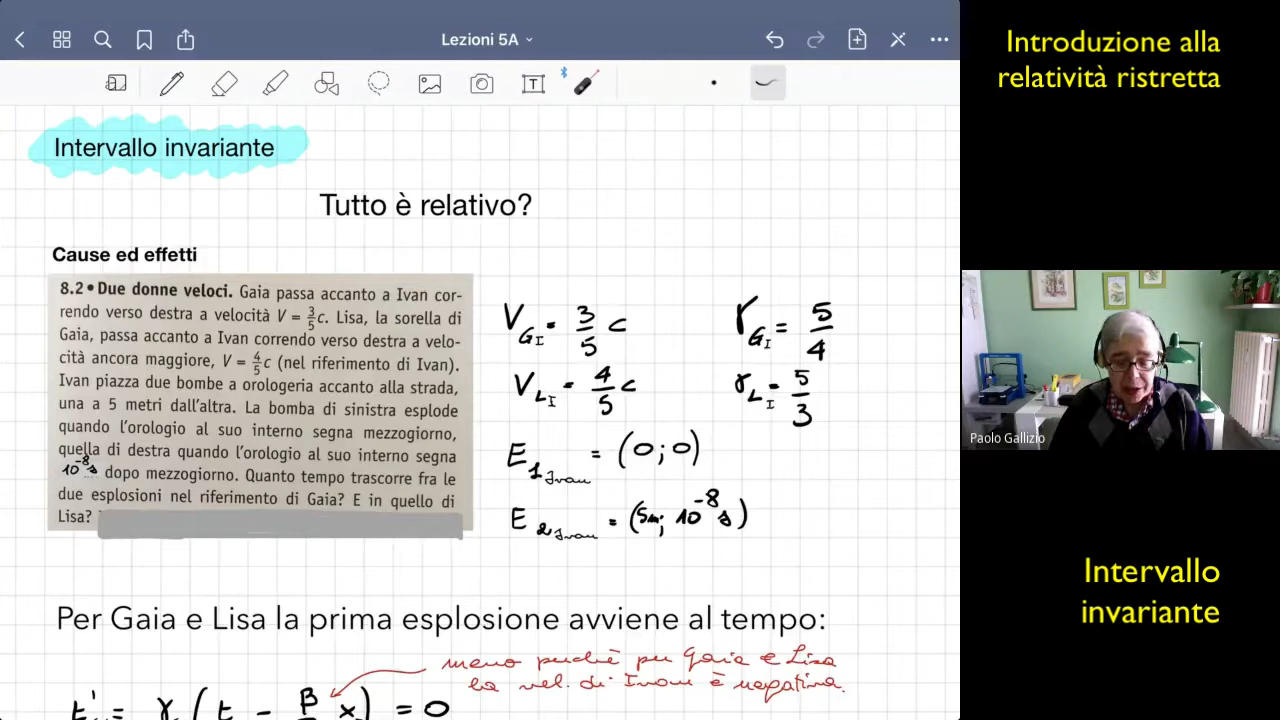 Lezioni 5A
Introduzione alla
relatività ristretta
T
Intervallo invariante
Tutto è relativo?
Cause ed effetti
8.2 • Due donne veloci. Gaia passa accanto a Ivan cor-
rendo verso destra a velocità V = 3/5 c. Lisa, la sorella di
Gaia, passa accanto a Ivan correndo verso destra a velo-
cità ancora maggiore, V = 4/5 c (nel riferimento di Ivan).
Ivan piazza due bombe a orologeria accanto alla strada,
una a 5 metri dall'altra. La bomba di sinistra esplode
quando l'orologio al suo interno segna mezzogiorno,
quella di destra quando l'orologio al suo interno segna
10⁻⁸ s dopo mezzogiorno. Quanto tempo trascorre fra le
due esplosioni nel riferimento di Gaia? E in quello di
Lisa?
V_GI = 3/5 c
γ_GI = 5/4
V_LI = 4/5 c
γ_LI = 5/3
E_1 Ivan = (0; 0)
E_2 Ivan = (5m; 10⁻⁸ s)
Paolo Gallizio
Intervallo
invariante
Per Gaia e Lisa la prima esplosione avviene al tempo:
meno perché per Gaia e Lisa
la vel. di Ivan è negativa.
= γ (t - β x) = 0